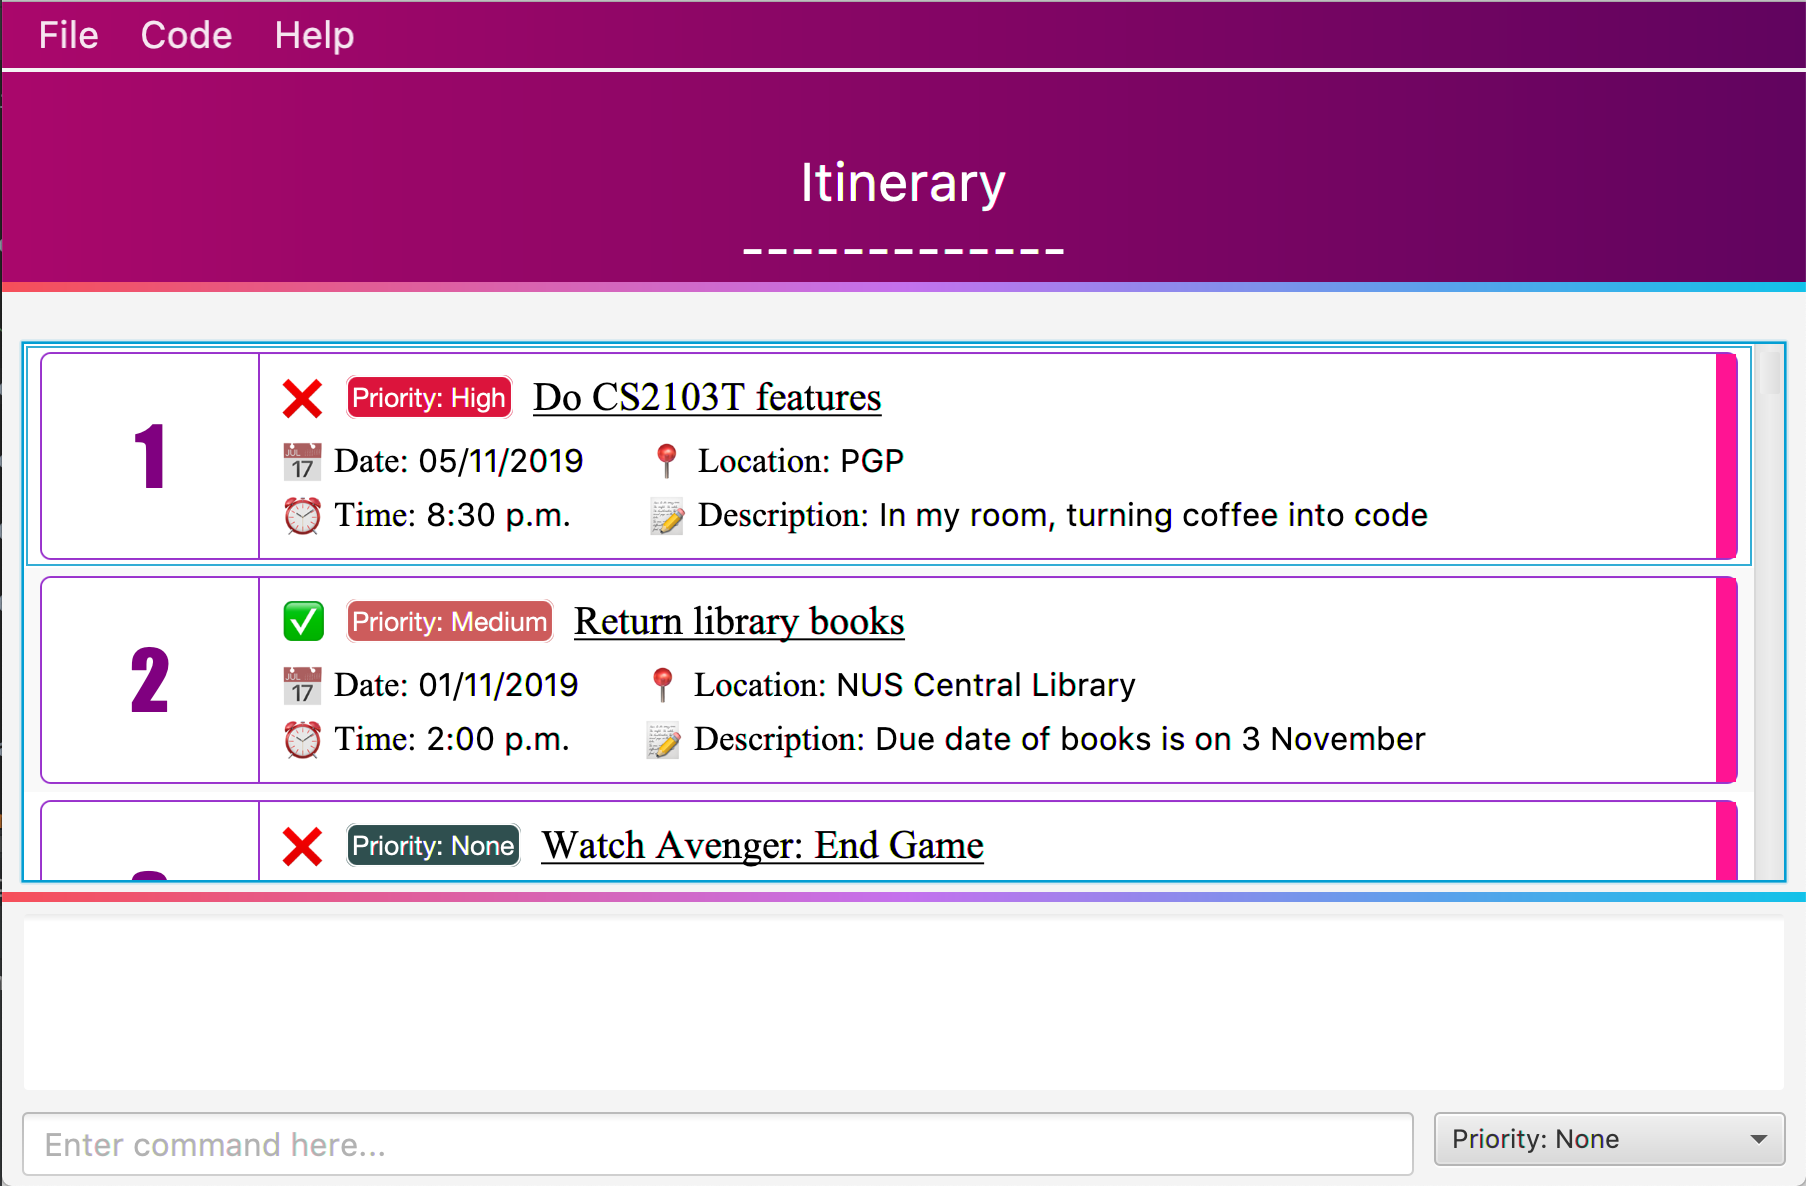 File Code Help
Itinerary
-------------
1
Priority: High Do CS2103T features
JUL 17 Date: 05/11/2019 Location: PGP
Time: 8:30 p.m. Description: In my room, turning coffee into code
2
Priority: Medium Return library books
JUL 17 Date: 01/11/2019 Location: NUS Central Library
Time: 2:00 p.m. Description: Due date of books is on 3 November
Priority: None Watch Avenger: End Game
Enter command here...
Priority: None